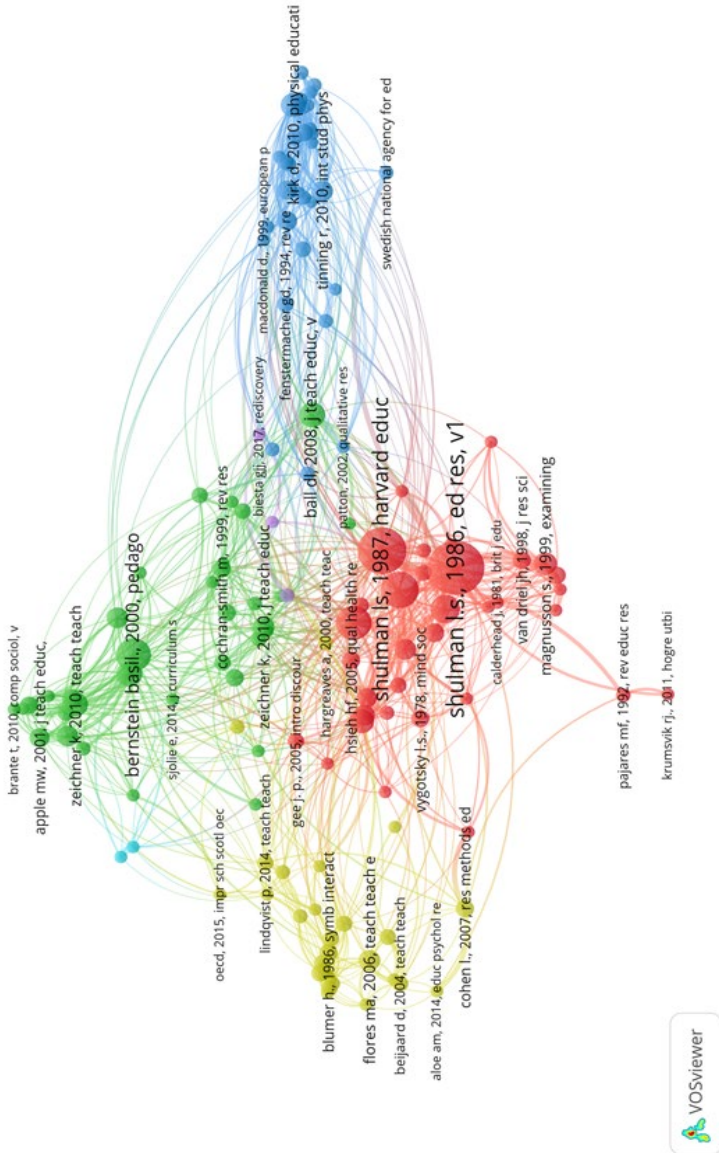 brante t, 2010, comp sociol, v
apple mw, 2001, j teach educ,
zeichner k, 2010, teach teach
bernstein basil., 2000, pedago
sjolie e, 2014, j curriculum s
oecd, 2015, impr sch scotl oec
cochran-smith m, 1999, rev res
biesta gjj, 2017, rediscovery
macdonald d., 1999, european p
lindqvist p, 2014, teach teach
zeichner k, 2010, j teach educ
fenstermacher gd, 1994, rev re
kirk d, 2010, physical educati
gee j. p., 2005, intro discour
ball dl, 2008, j teach educ, v
tinning r, 2010, int stud phys
blumer h., 1986, symb interact
hargreaves a, 2000, teach teac
patton, 2002, qualitative res
hsieh hf, 2005, qual health re
flores ma, 2006, teach teach e
shulman ls, 1987, harvard educ
swedish national agency for ed
beijaard d, 2004, teach teach
vygotsky l.s., 1978, mind soc
aloe am, 2014, educ psychol re
shulman l.s., 1986, ed res, v1
cohen l., 2007, res methods ed
calderhead j, 1981, brit j edu
van driel jh, 1998, j res sci
magnusson s., 1999, examining
pajares mf, 1992, rev educ res
krumsvik rj., 2011, hogre utbi
VOSviewer